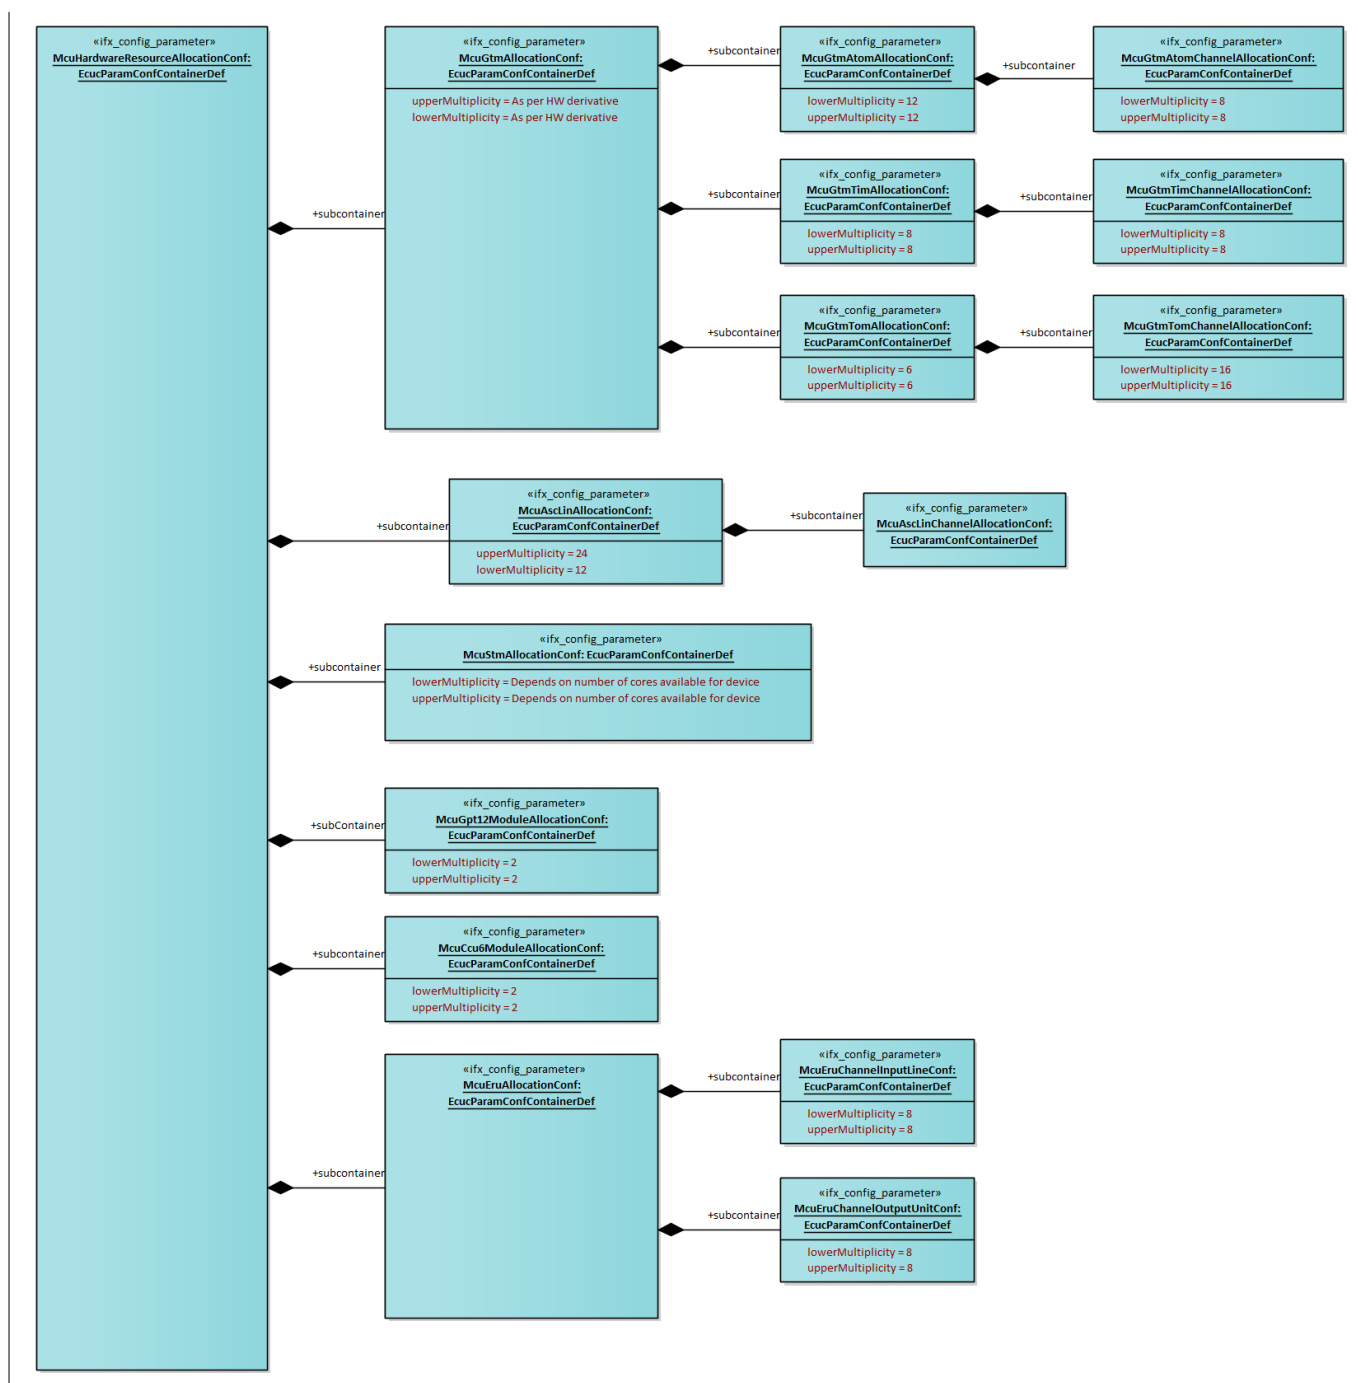 «ifx_config_parameter»
McuHardwareResourceAllocationConf:
EcucParamConfContainerDef
+subcontainer
«ifx_config_parameter»
McuGtmAllocationConf:
EcucParamConfContainerDef
upperMultiplicity = As per HW derivative
lowerMultiplicity = As per HW derivative
+subcontainer
«ifx_config_parameter»
McuGtmAtomAllocationConf:
EcucParamConfContainerDef
lowerMultiplicity = 12
upperMultiplicity = 12
+subcontainer
«ifx_config_parameter»
McuGtmAtomChannelAllocationConf:
EcucParamConfContainerDef
lowerMultiplicity = 8
upperMultiplicity = 8
+subcontainer
«ifx_config_parameter»
McuGtmTimAllocationConf:
EcucParamConfContainerDef
lowerMultiplicity = 8
upperMultiplicity = 8
+subcontainer
«ifx_config_parameter»
McuGtmTimChannelAllocationConf:
EcucParamConfContainerDef
lowerMultiplicity = 8
upperMultiplicity = 8
+subcontainer
«ifx_config_parameter»
McuGtmTomAllocationConf:
EcucParamConfContainerDef
lowerMultiplicity = 6
upperMultiplicity = 6
+subcontainer
«ifx_config_parameter»
McuGtmTomChannelAllocationConf:
EcucParamConfContainerDef
lowerMultiplicity = 16
upperMultiplicity = 16
+subcontainer
«ifx_config_parameter»
McuAscLinAllocationConf:
EcucParamConfContainerDef
upperMultiplicity = 24
lowerMultiplicity = 12
+subcontainer
«ifx_config_parameter»
McuAscLinChannelAllocationConf:
EcucParamConfContainerDef
+subcontainer
«ifx_config_parameter»
McuStmAllocationConf: EcucParamConfContainerDef
lowerMultiplicity = Depends on number of cores available for device
upperMultiplicity = Depends on number of cores available for device
+subContainer
«ifx_config_parameter»
McuGpt12ModuleAllocationConf:
EcucParamConfContainerDef
lowerMultiplicity = 2
upperMultiplicity = 2
+subcontainer
«ifx_config_parameter»
McuCcu6ModuleAllocationConf:
EcucParamConfContainerDef
lowerMultiplicity = 2
upperMultiplicity = 2
+subcontainer
«ifx_config_parameter»
McuEruAllocationConf:
EcucParamConfContainerDef
+subcontainer
«ifx_config_parameter»
McuEruChannelInputLineConf:
EcucParamConfContainerDef
lowerMultiplicity = 8
upperMultiplicity = 8
+subcontainer
«ifx_config_parameter»
McuEruChannelOutputUnitConf:
EcucParamConfContainerDef
lowerMultiplicity = 8
upperMultiplicity = 8